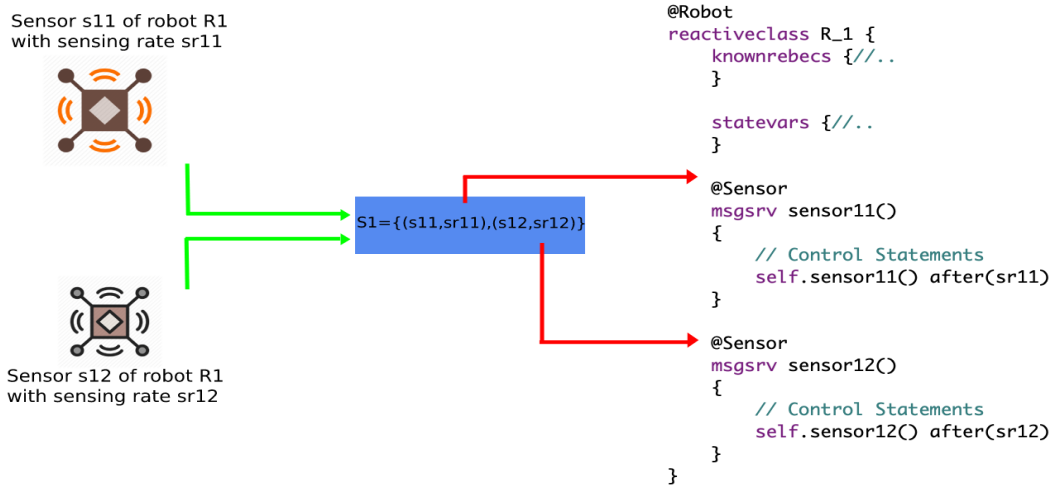 Sensor s11 of robot R1
with sensing rate sr11
S1={(s11,sr11),(s12,sr12)}
Sensor s12 of robot R1
with sensing rate sr12
@Robot
reactiveclass R_1 {
knownrebecs {//..
}
statevars {//..
}
@Sensor
msgsrv sensor11()
{
// Control Statements
self.sensor11() after(sr11)
}
@Sensor
msgsrv sensor12()
{
// Control Statements
self.sensor12() after(sr12)
}
}